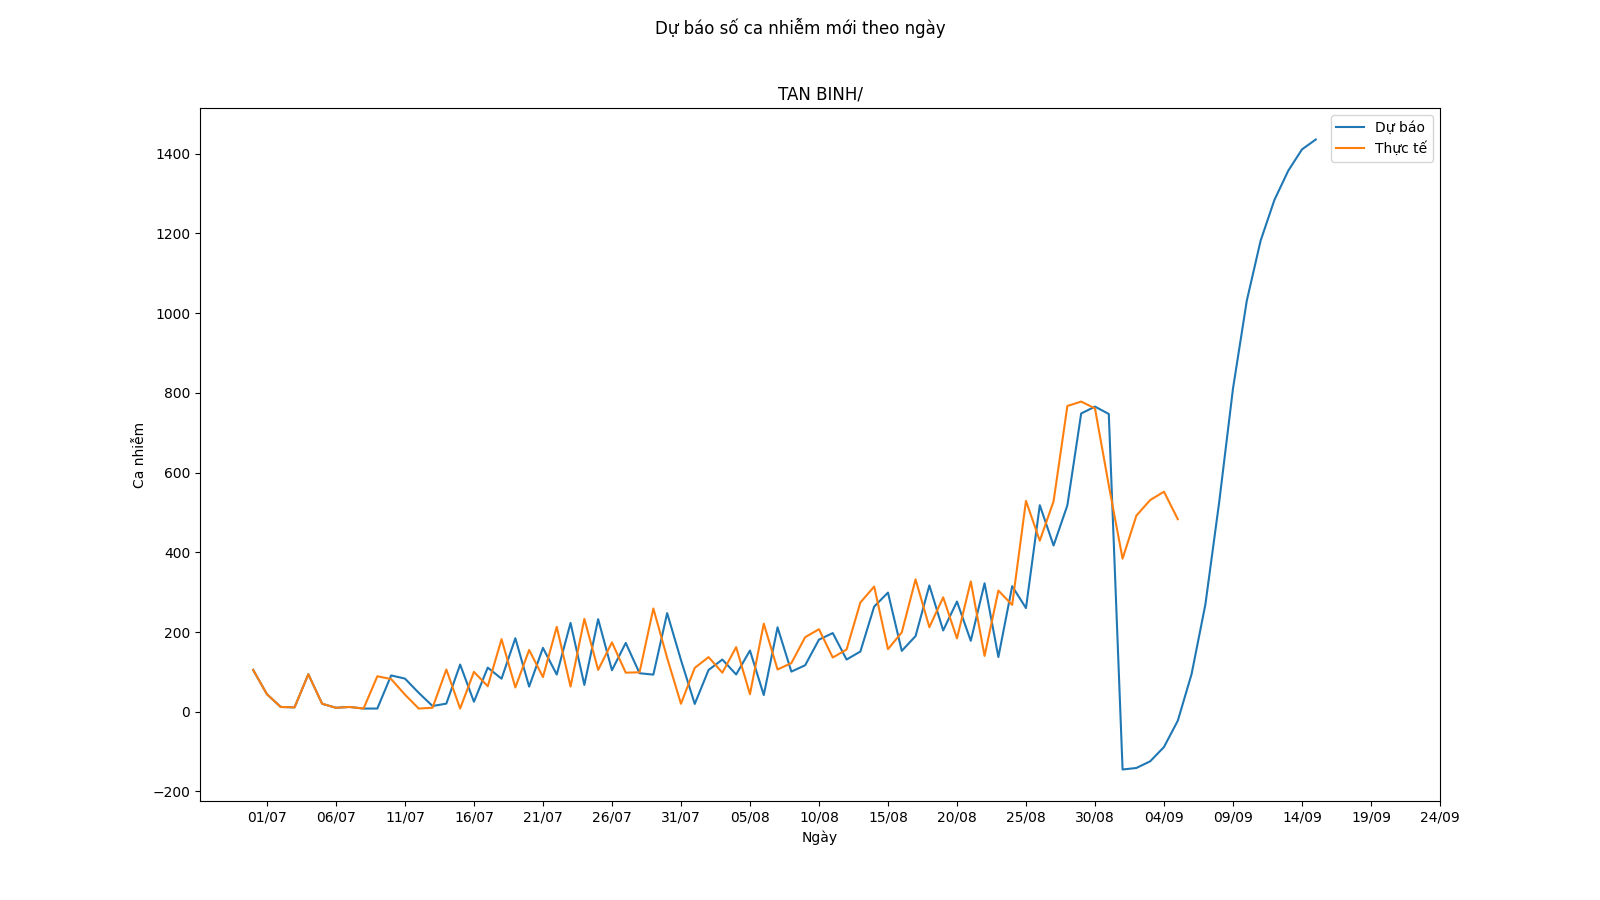 Dự báo số ca nhiễm mới theo ngày
TAN BINH/
Dự báo
Thực tế
1400
1200
1000
800
600
400
200
0
−200
Ca nhiễm
01/07 06/07 11/07 16/07 21/07 26/07 31/07 05/08 10/08 15/08 20/08 25/08 30/08 04/09 09/09 14/09 19/09 24/09
Ngày